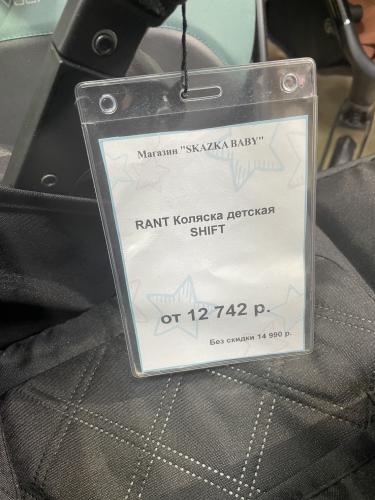 Магазин "SKAZKA BABY"
RANT Коляска детская
SHIFT
от 12 742 р.
Без скидки 14 990 р.